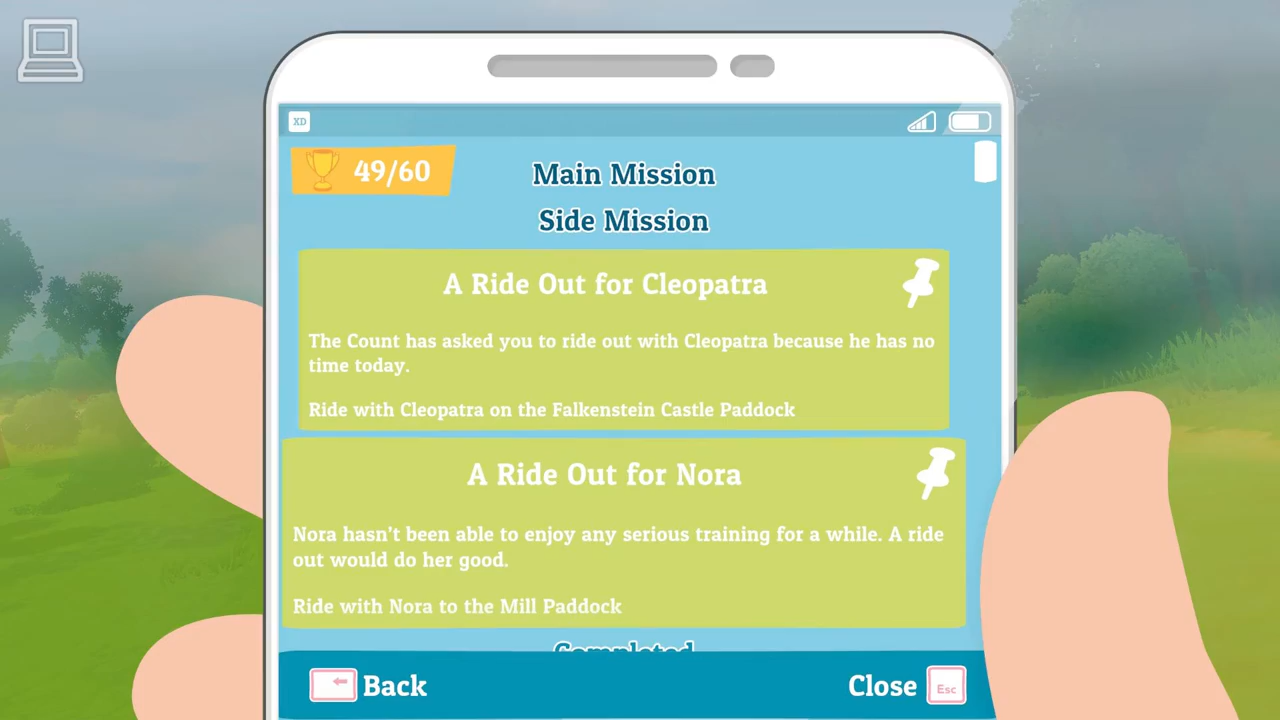 XD
49/60
Main Mission
Side Mission
A Ride Out for Cleopatra
The Count has asked you to ride out with Cleopatra because he has no
time today.
Ride with Cleopatra on the Falkenstein Castle Paddock
A Ride Out for Nora
Nora hasn't been able to enjoy any serious training for a while. A ride
out would do her good.
Ride with Nora to the Mill Paddock
Completed
Back
Close Esc